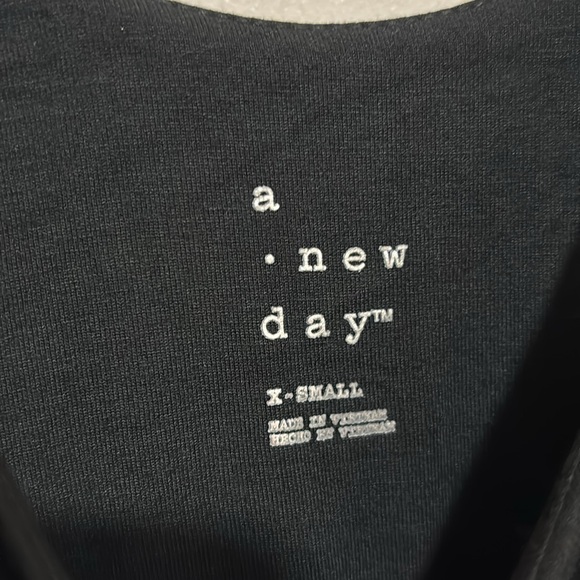 a
· new
day™
X-SMALL
MADE IN VIETNAM
HECHO EN VIETNAM